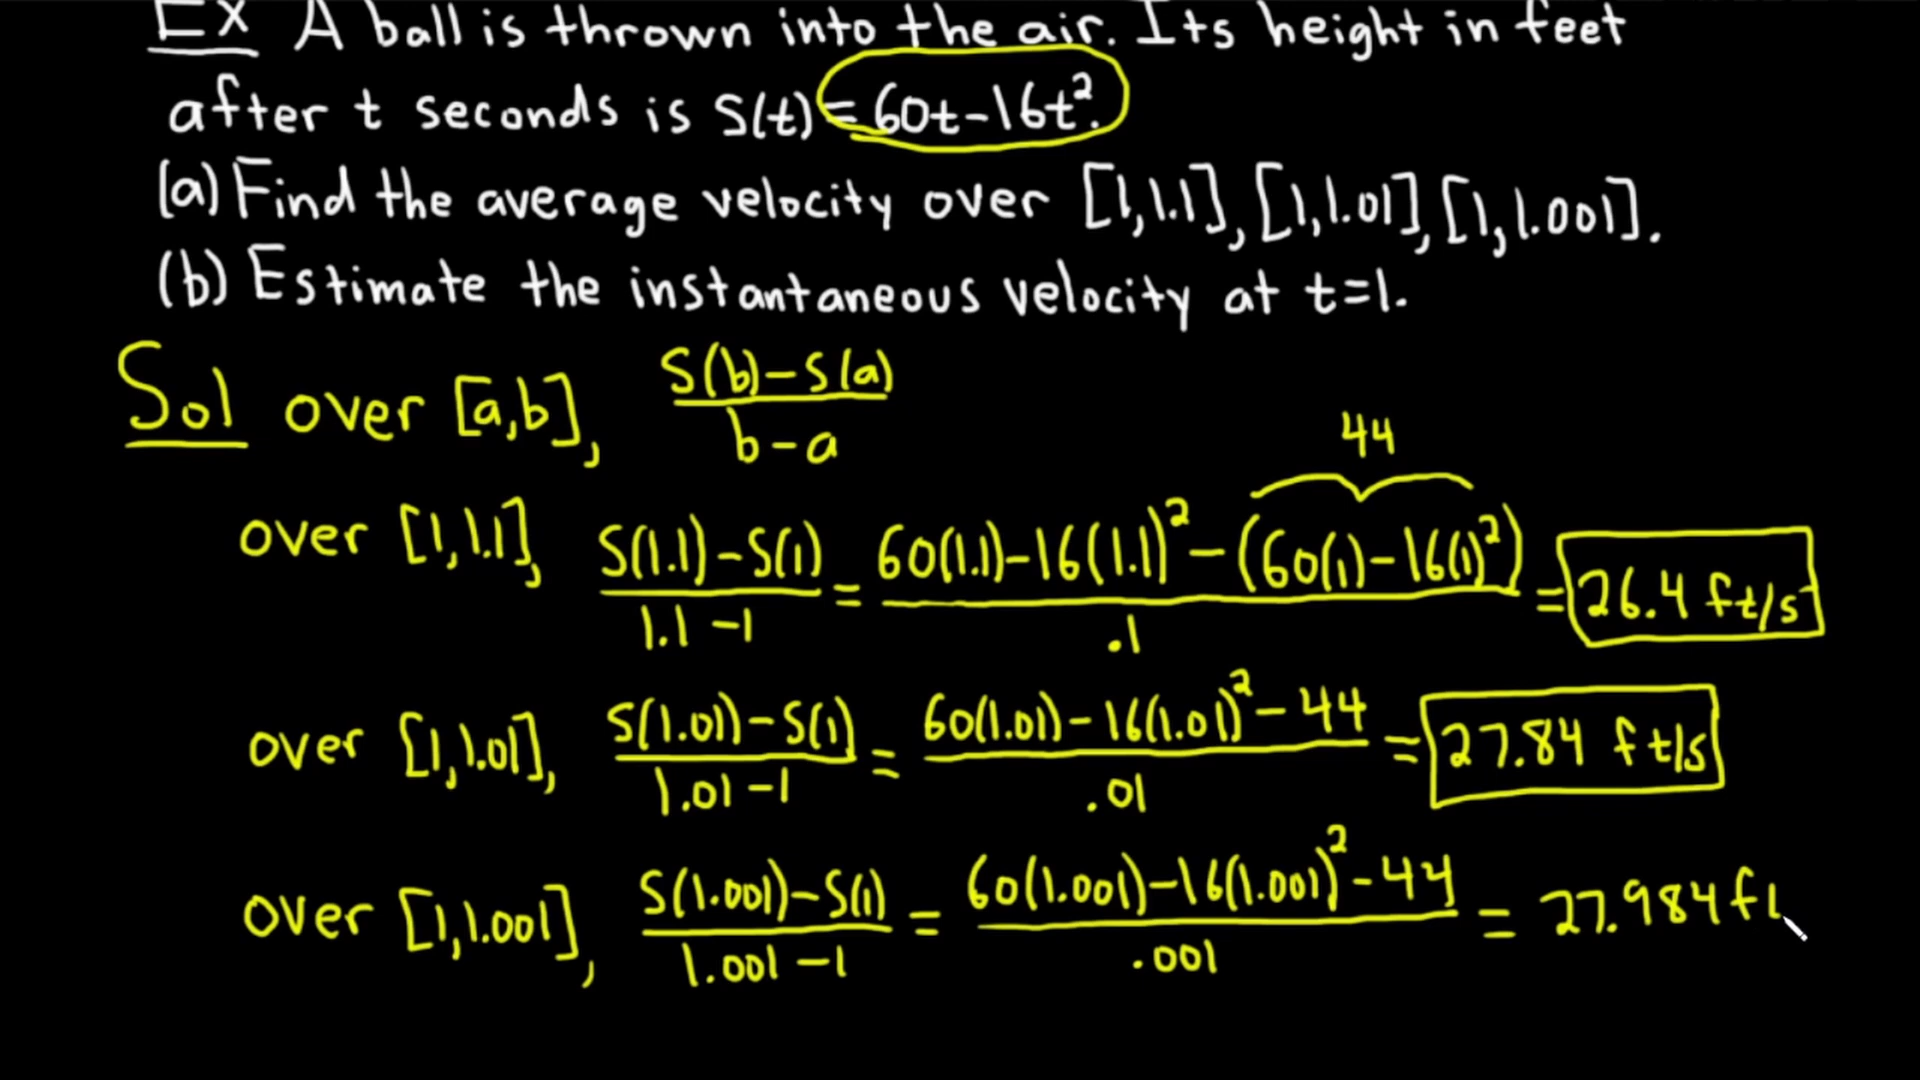 Ex A ball is thrown into the air. Its height in feet
after t seconds is S(t) = 60t-16t².
(a) Find the average velocity over [1,1.1], [1,1.01], [1,1.001].
(b) Estimate the instantaneous velocity at t=1.
Sol over [a,b], S(b)-S(a) / b-a
44
over [1,1.1], S(1.1)-S(1) / 1.1-1 = 60(1.1)-16(1.1)²-(60(1)-16(1)²) / .1 = 26.4 ft/s
over [1,1.01], S(1.01)-S(1) / 1.01-1 = 60(1.01)-16(1.01)²-44 / .01 = 27.84 ft/s
over [1,1.001], S(1.001)-S(1) / 1.001-1 = 60(1.001)-16(1.001)²-44 / .001 = 27.984 f